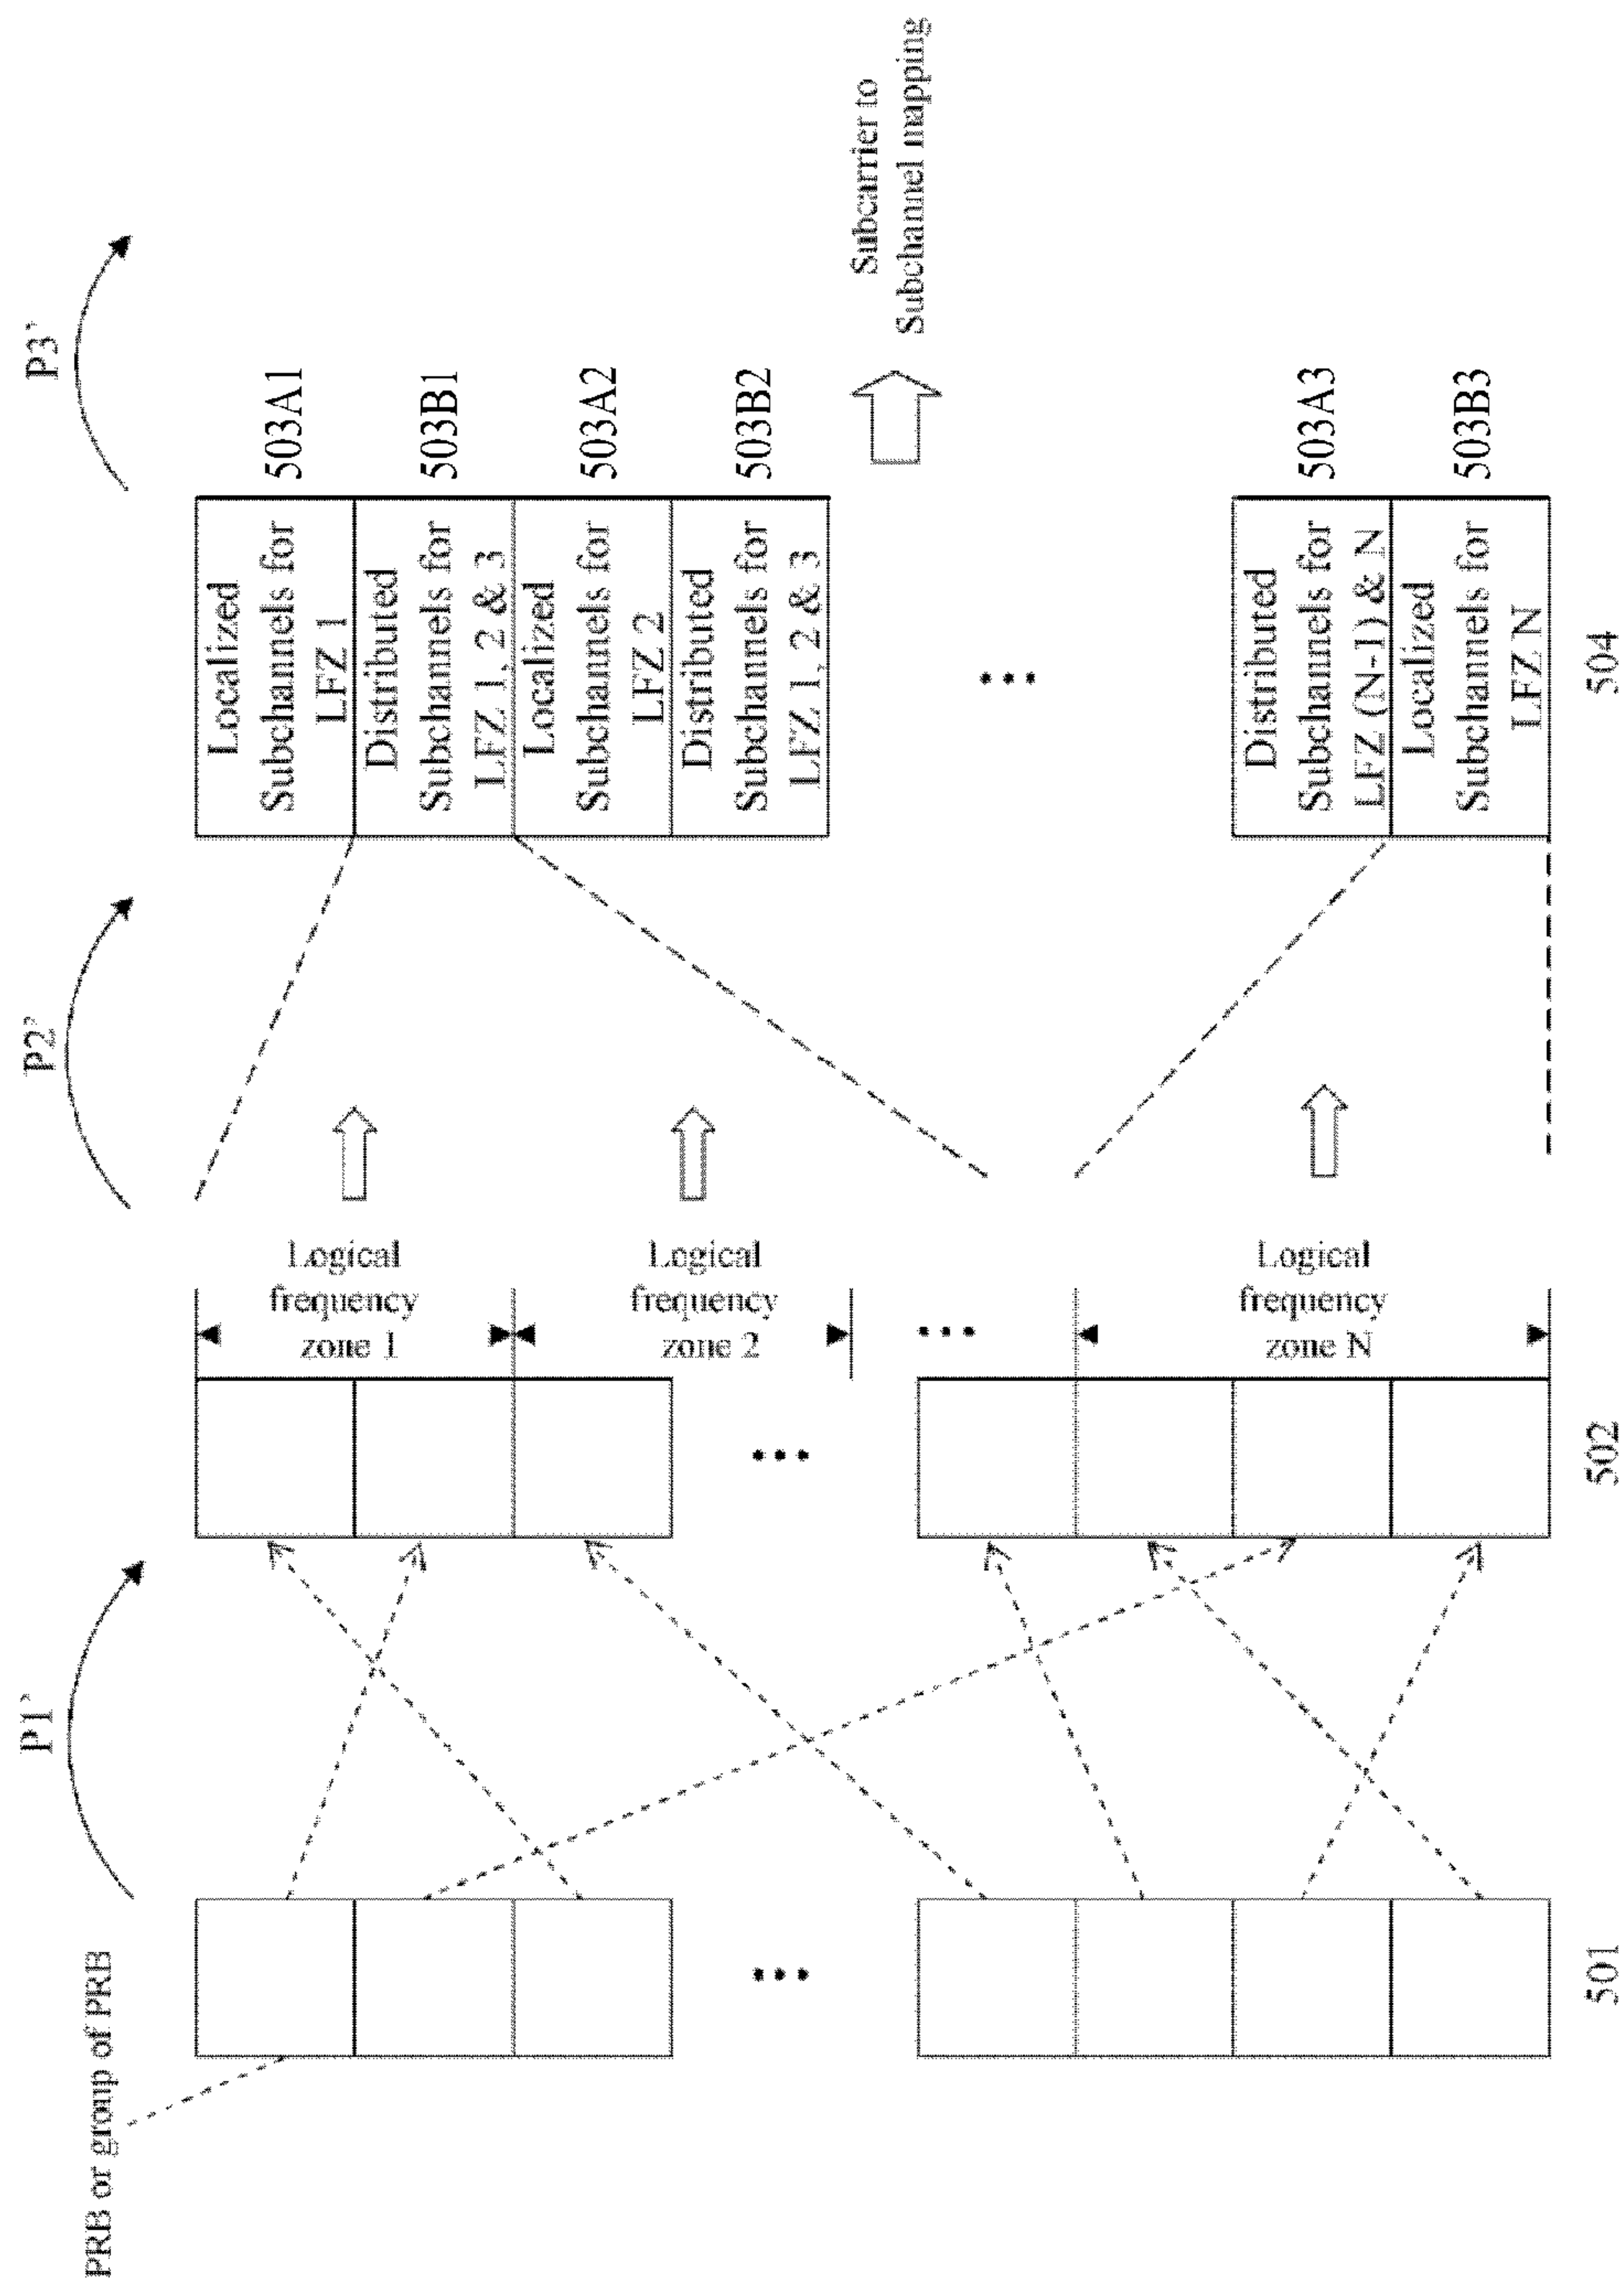 PRB or group of PRB
P1'
P2'
P3'
501
502
504
Logical
frequency
zone 1
Logical
frequency
zone 2
Logical
frequency
zone N
Localized
Subchannels for
LFZ 1
503A1
Distributed
Subchannels for
LFZ 1, 2 & 3
503B1
Localized
Subchannels for
LFZ 2
503A2
Distributed
Subchannels for
LFZ 1, 2 & 3
503B2
Distributed
Subchannels for
LFZ (N-1) & N
503A3
Localized
Subchannels for
LFZ N
503B3
Subcarrier to
Subchannel mapping